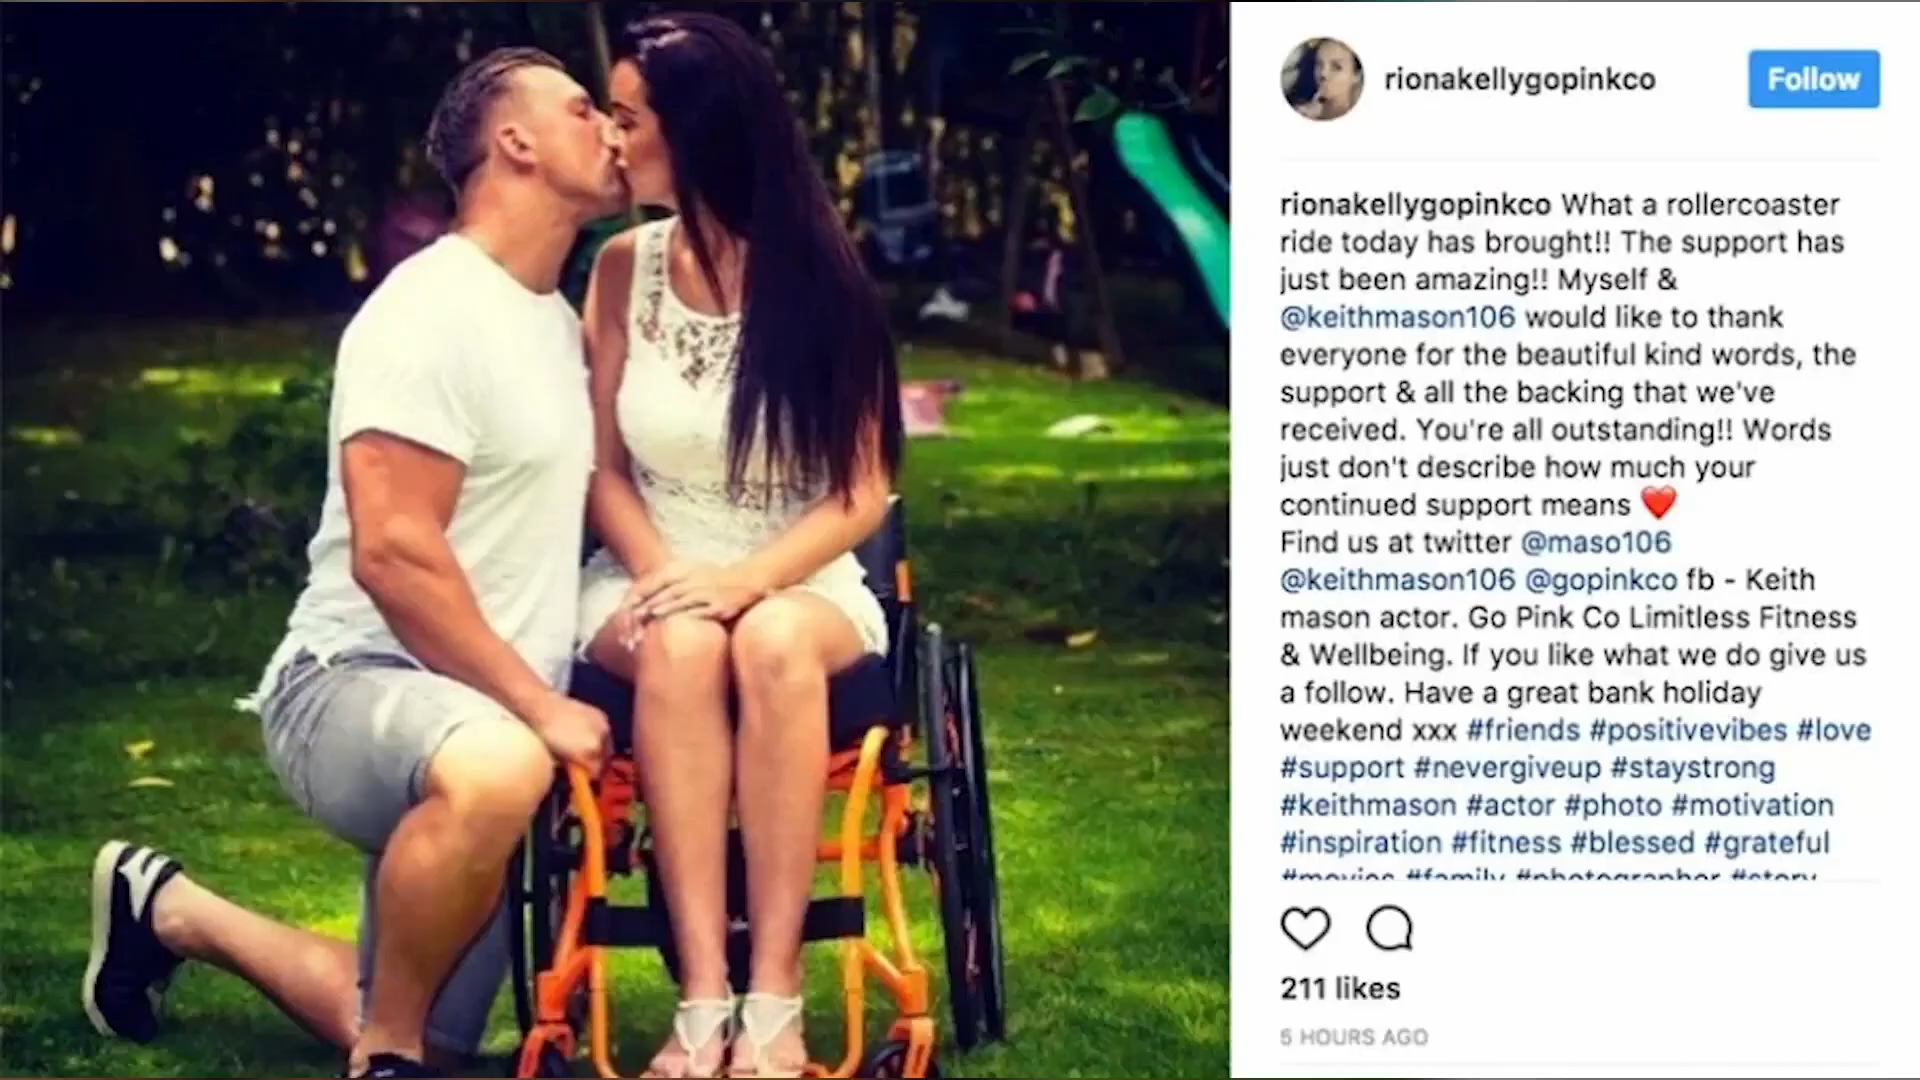 rionakellygopinkco
Follow
rionakellygopinkco What a rollercoaster
ride today has brought!! The support has
just been amazing!! Myself &
@keithmason106 would like to thank
everyone for the beautiful kind words, the
support & all the backing that we've
received. You're all outstanding!! Words
just don't describe how much your
continued support means ❤️
Find us at twitter @maso106
@keithmason106 @gopinkco fb - Keith
mason actor. Go Pink Co Limitless Fitness
& Wellbeing. If you like what we do give us
a follow. Have a great bank holiday
weekend xxx #friends #positivevibes #love
#support #nevergiveup #staystrong
#keithmason #actor #photo #motivation
#inspiration #fitness #blessed #grateful
#movies #family #photographer #story
211 likes
5 HOURS AGO